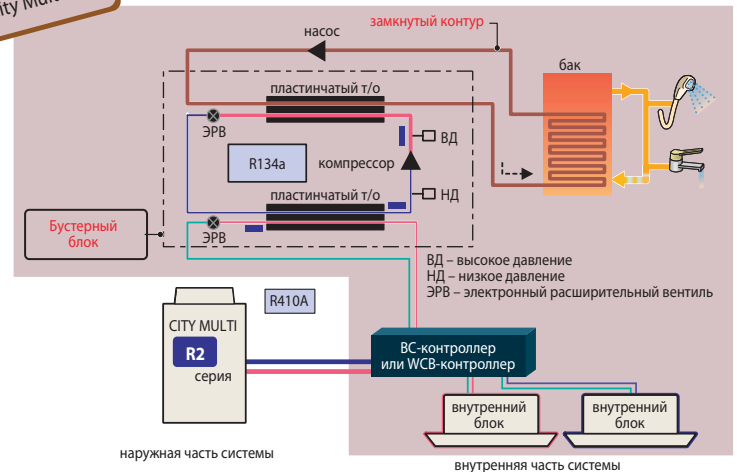 City Multi
насос
замкнутый контур
бак
пластинчатый т/о
ЭРВ
ВД
R134a
компрессор
пластинчатый т/о
НД
ЭРВ
Бустерный
блок
ВД – высокое давление
НД – низкое давление
ЭРВ – электронный расширительный вентиль
R410A
CITY MULTI
R2
серия
ВС-контроллер
или WCB-контроллер
внутренний
блок
внутренний
блок
наружная часть системы
внутренняя часть системы